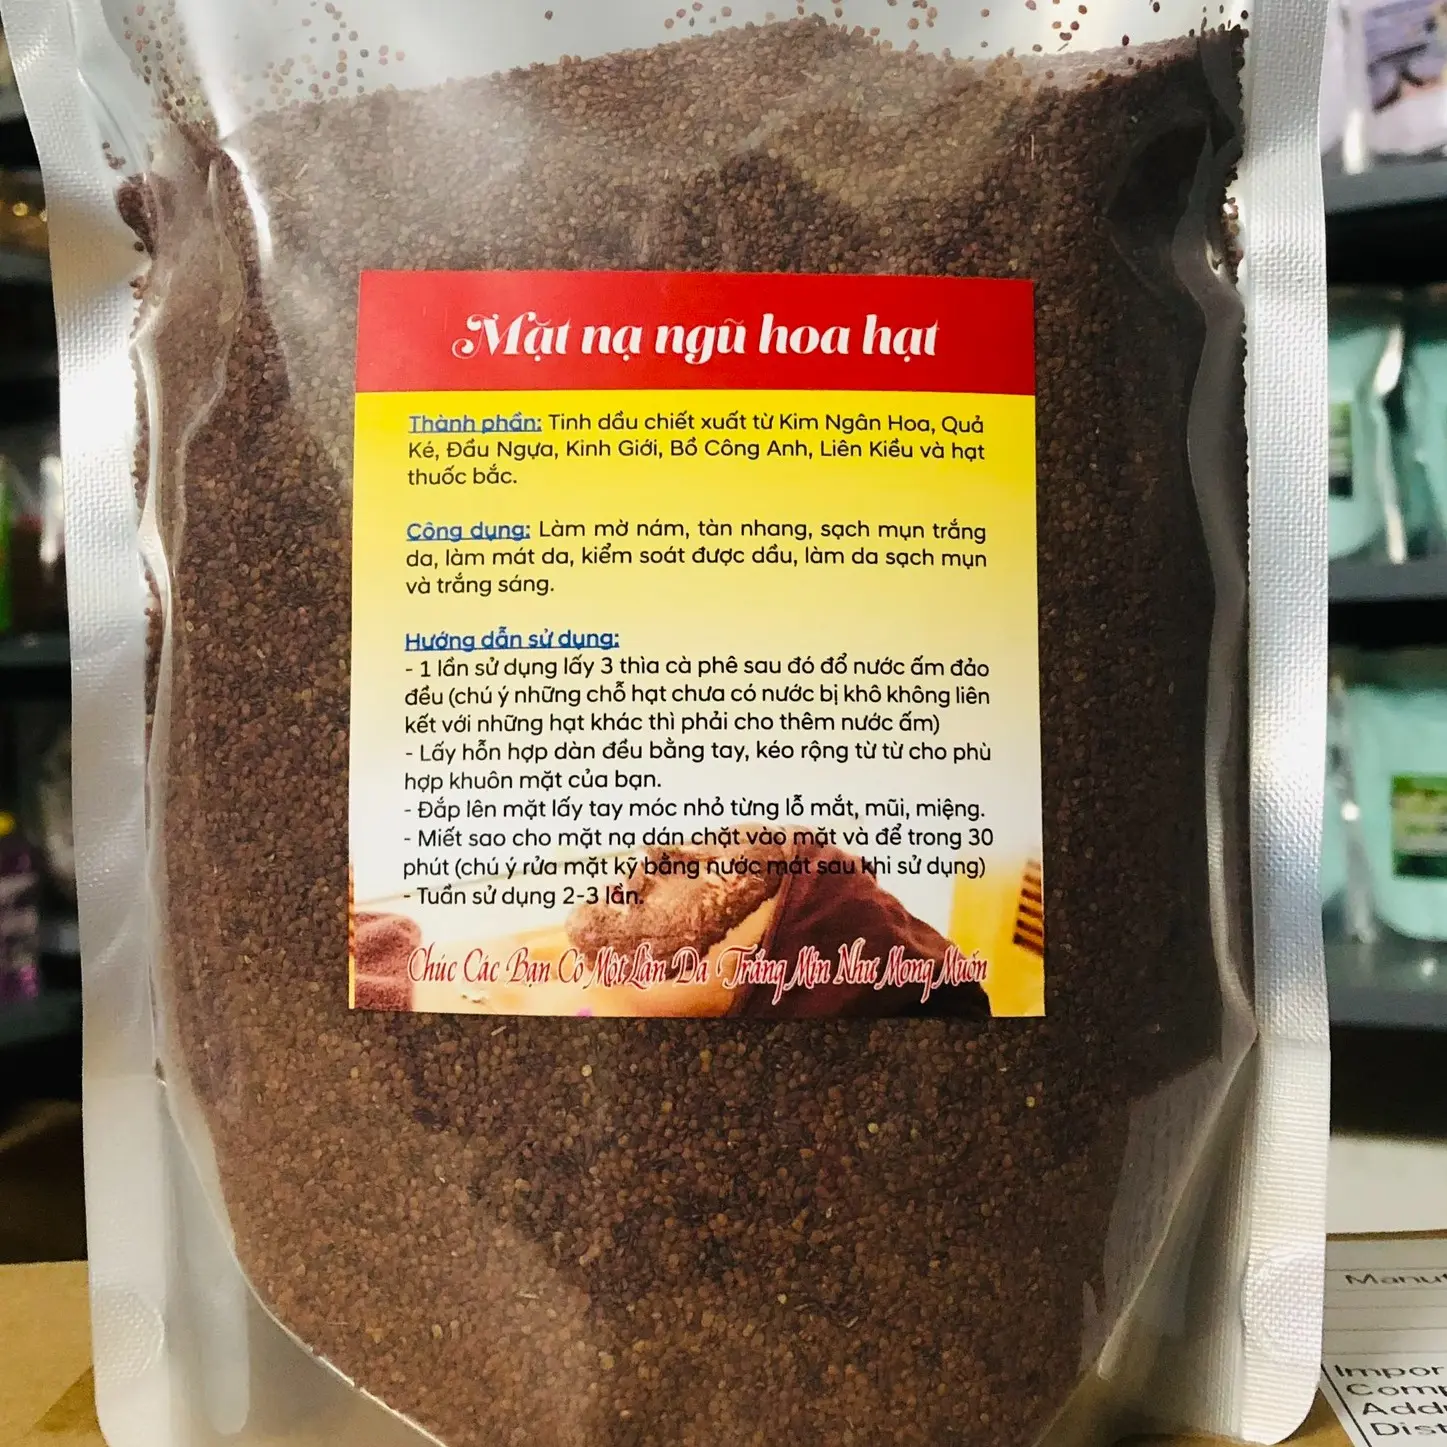 Mặt nạ ngũ hoa hạt
Thành phần: Tinh dầu chiết xuất từ Kim Ngân Hoa, Quả
Ké, Đầu Ngựa, Kinh Giới, Bồ Công Anh, Liên Kiều và hạt
thuốc bắc.
Công dụng: Làm mờ nám, tàn nhang, sạch mụn trắng
da, làm mát da, kiểm soát được dầu, làm da sạch mụn
và trắng sáng.
Hướng dẫn sử dụng:
- 1 lần sử dụng lấy 3 thìa cà phê sau đó đổ nước ấm đảo
đều (chú ý những chỗ hạt chưa có nước bị khô không liên
kết với những hạt khác thì phải cho thêm nước ấm)
- Lấy hỗn hợp dàn đều bằng tay, kéo rộng từ từ cho phù
hợp khuôn mặt của bạn.
- Đắp lên mặt lấy tay móc nhỏ từng lỗ mắt, mũi, miệng.
- Miết sao cho mặt nạ dán chặt vào mặt và để trong 30
phút (chú ý rửa mặt kỹ bằng nước mát sau khi sử dụng)
- Tuần sử dụng 2-3 lần.
Chúc Các Bạn Có Một Làn Da Trắng Mịn Như Mong Muốn